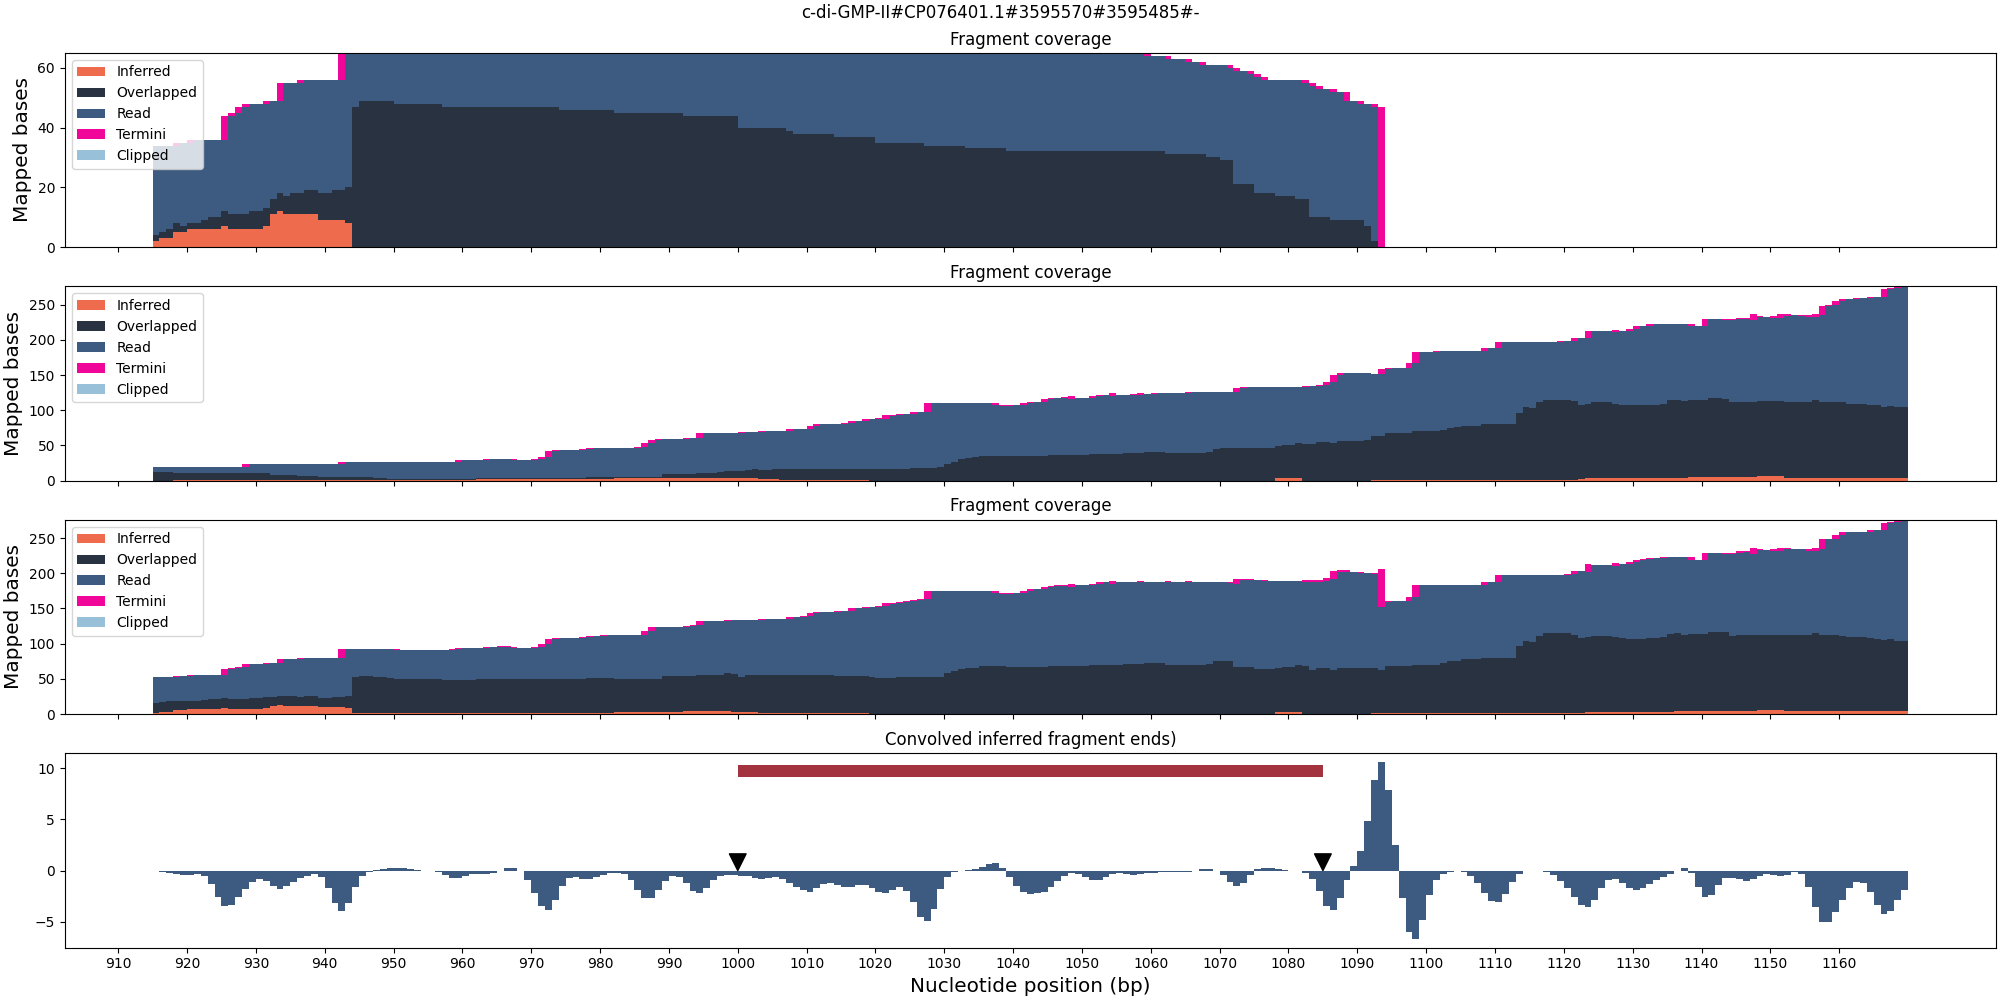 c-di-GMP-II#CP076401.1#3595570#3595485#-
Fragment coverage
Mapped bases
60
40
20
0
Inferred
Overlapped
Read
Termini
Clipped
Fragment coverage
Mapped bases
250
200
150
100
50
0
Inferred
Overlapped
Read
Termini
Clipped
Fragment coverage
Mapped bases
250
200
150
100
50
0
Inferred
Overlapped
Read
Termini
Clipped
Convolved inferred fragment ends)
10
5
0
−5
910 920 930 940 950 960 970 980 990 1000 1010 1020 1030 1040 1050 1060 1070 1080 1090 1100 1110 1120 1130 1140 1150 1160
Nucleotide position (bp)